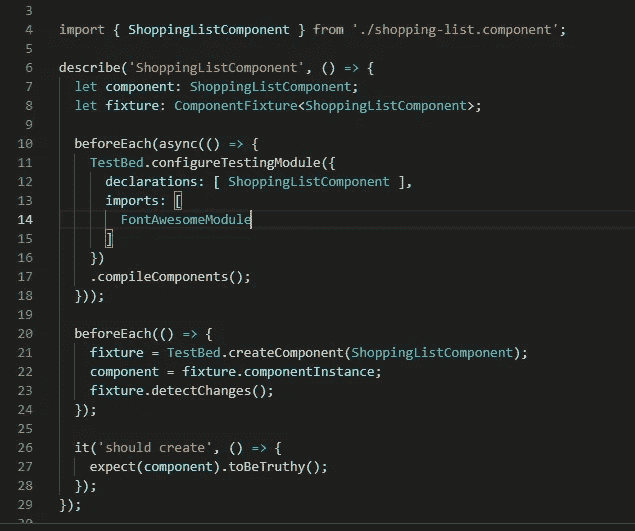 3
4 import { ShoppingListComponent } from './shopping-list.component';
5
6 describe('ShoppingListComponent', () => {
7   let component: ShoppingListComponent;
8   let fixture: ComponentFixture<ShoppingListComponent>;
9
10   beforeEach(async(() => {
11     TestBed.configureTestingModule({
12       declarations: [ ShoppingListComponent ],
13       imports: [
14         FontAwesomeModule
15       ]
16     })
17     .compileComponents();
18   }));
19
20   beforeEach(() => {
21     fixture = TestBed.createComponent(ShoppingListComponent);
22     component = fixture.componentInstance;
23     fixture.detectChanges();
24   });
25
26   it('should create', () => {
27     expect(component).toBeTruthy();
28   });
29 });